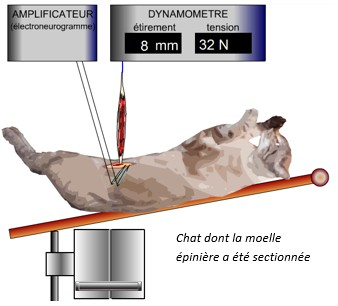 AMPLIFICATEUR
(électroneurogramme)
DYNAMOMETRE
étirement tension
8 mm 32 N
Chat dont la moelle
épinière a été sectionnée